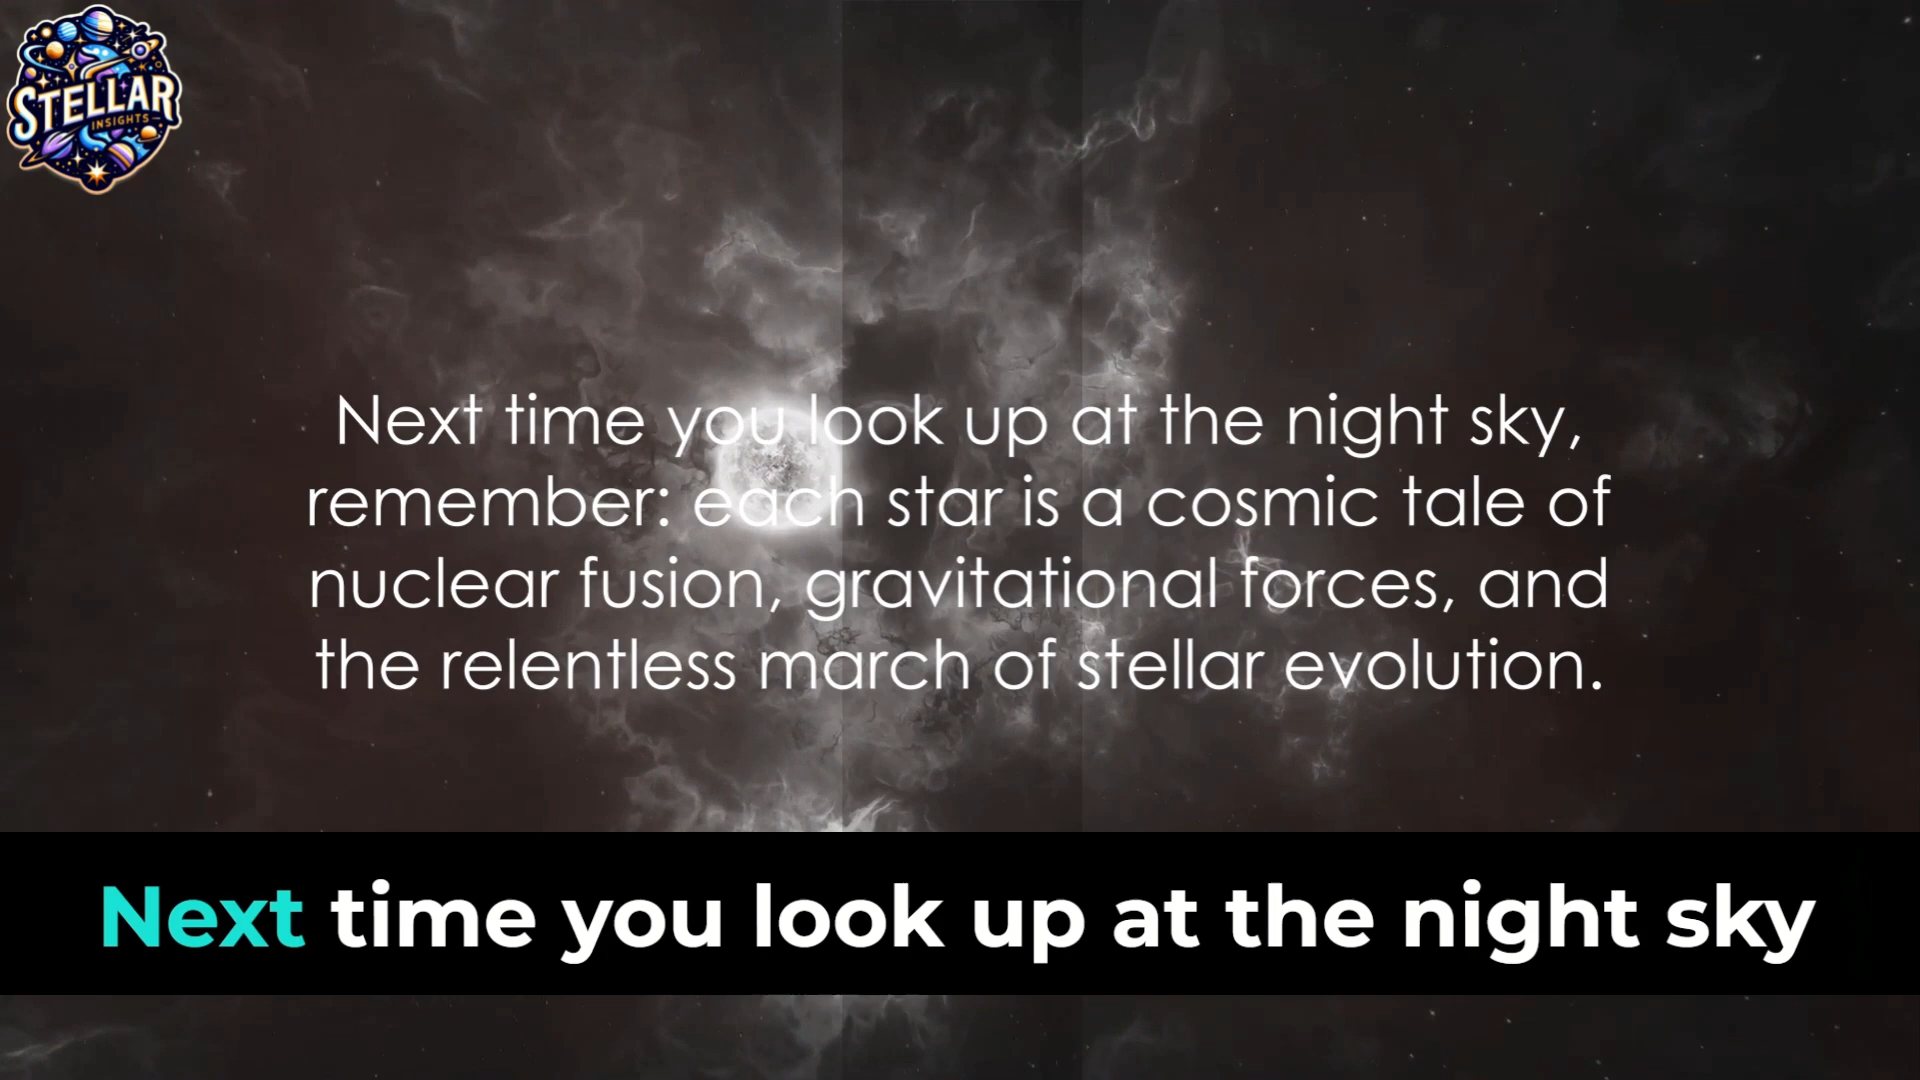 STELLAR
INSIGHTS
Next time you look up at the night sky,
remember: each star is a cosmic tale of
nuclear fusion, gravitational forces, and
the relentless march of stellar evolution.
Next time you look up at the night sky